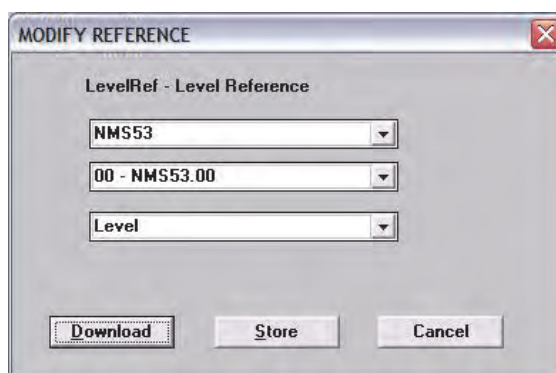 MODIFY REFERENCE
LevelRef - Level Reference
NMS53
00 - NMS53.00
Level
Download Store Cancel